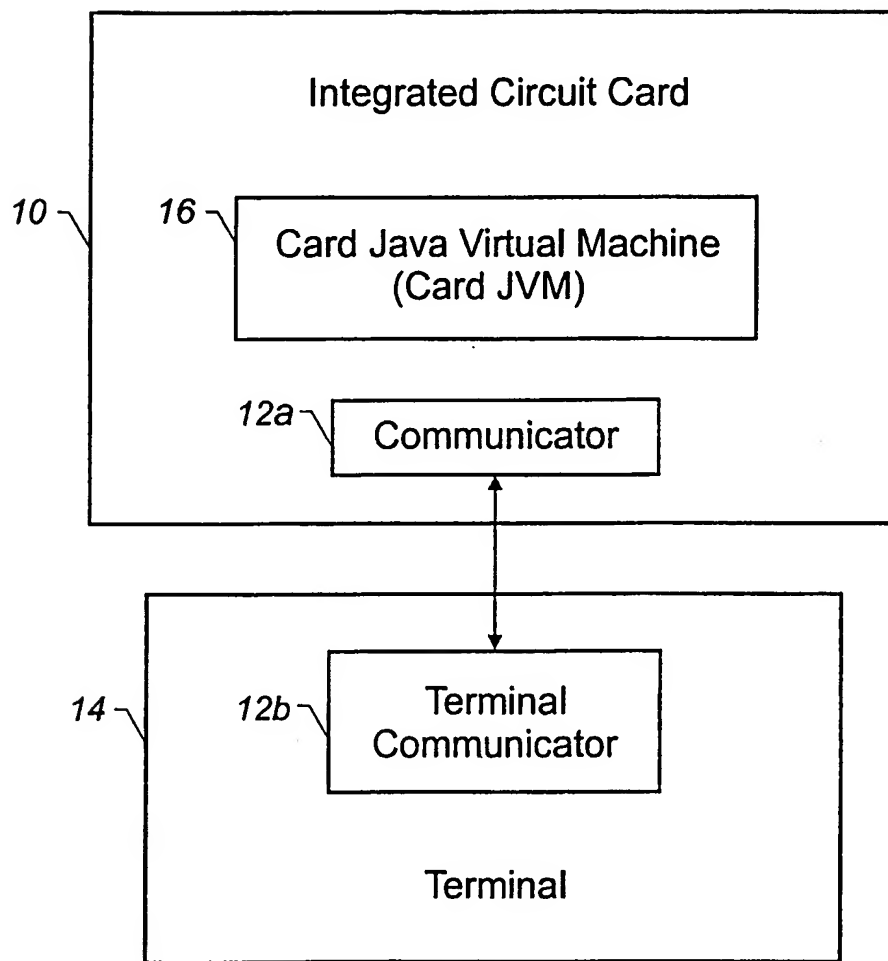 Integrated Circuit Card
10
16
Card Java Virtual Machine
(Card JVM)
12a
Communicator
14
12b
Terminal
Communicator
Terminal